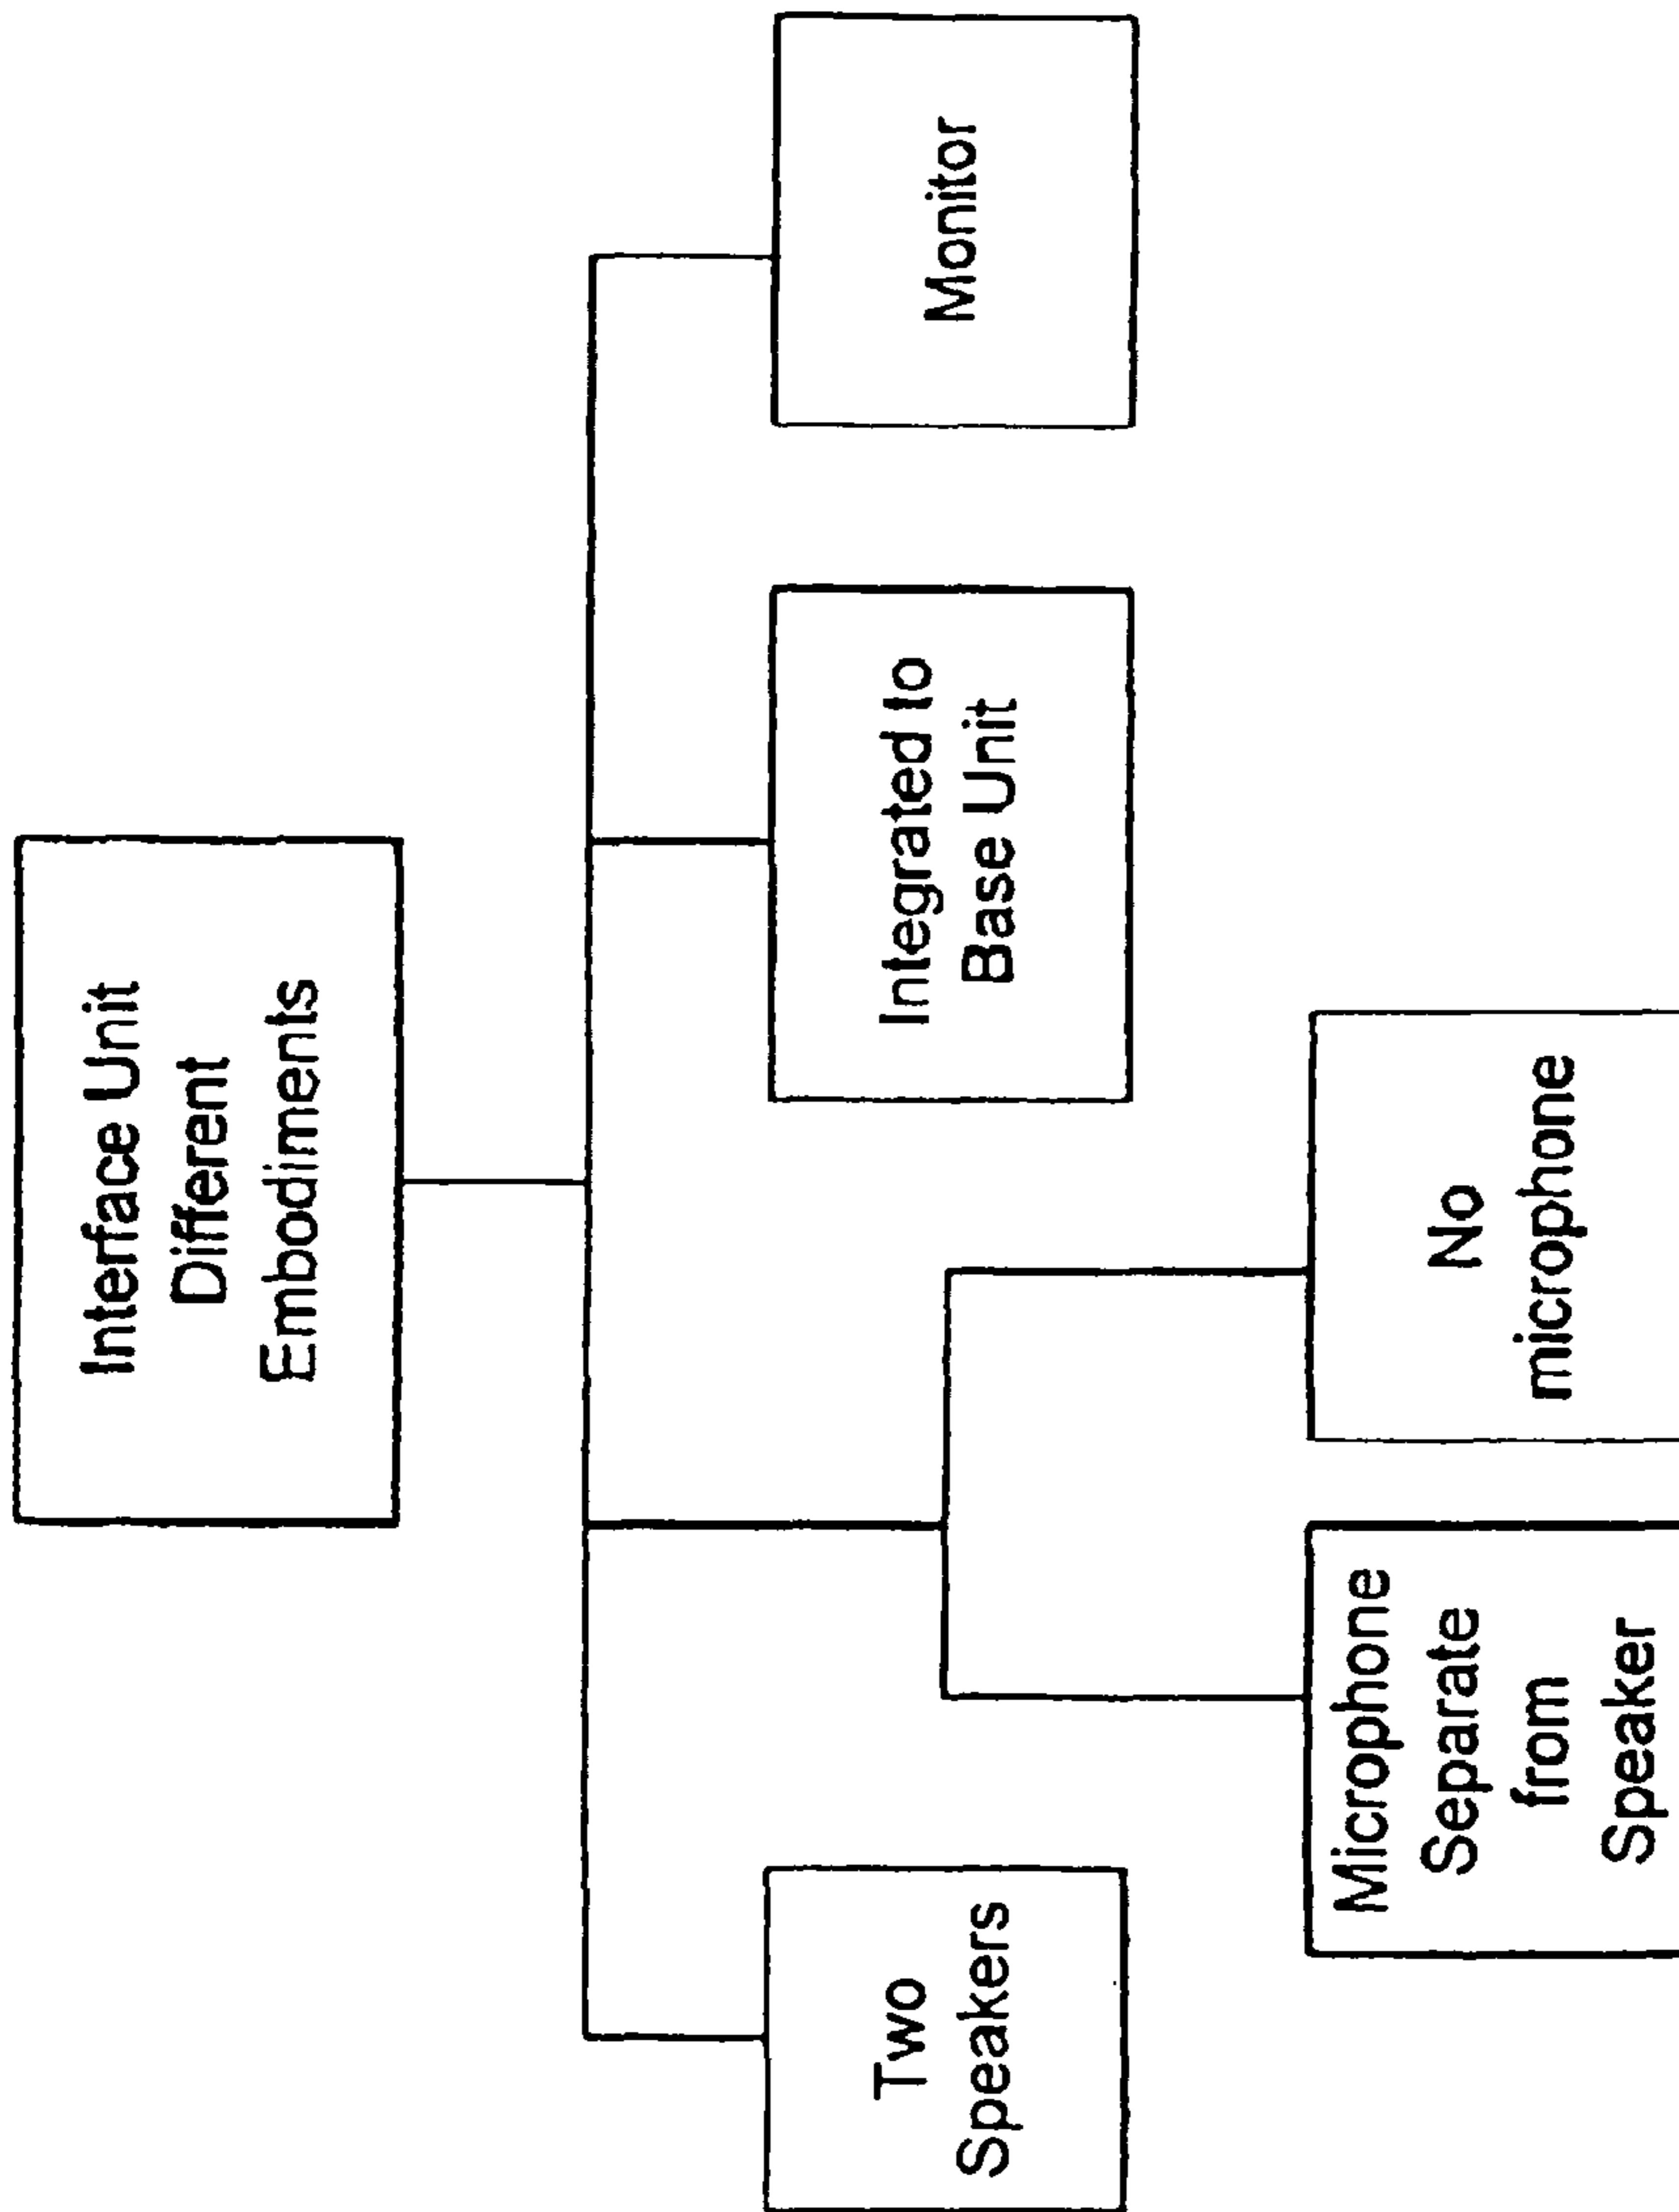 Interface Unit
Different
Embodiments
Two
Speakers
Microphone
Separate
from
Speaker
No
microphone
Integrated to
Base Unit
Monitor